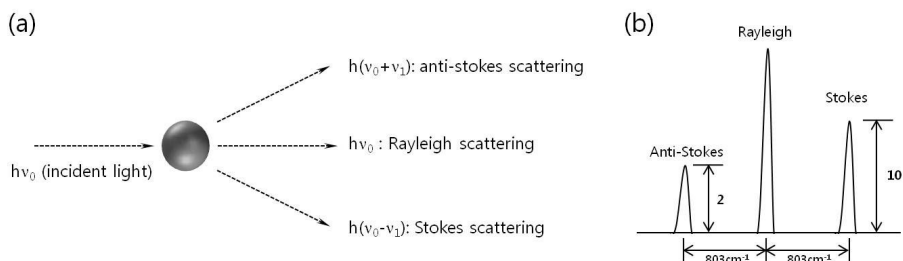 (a)
h(ν₀+ν₁): anti-stokes scattering
hν₀ (incident light)
hν₀ : Rayleigh scattering
h(ν₀-ν₁): Stokes scattering
(b)
Rayleigh
Stokes
Anti-Stokes
2
10
803cm⁻¹
803cm⁻¹